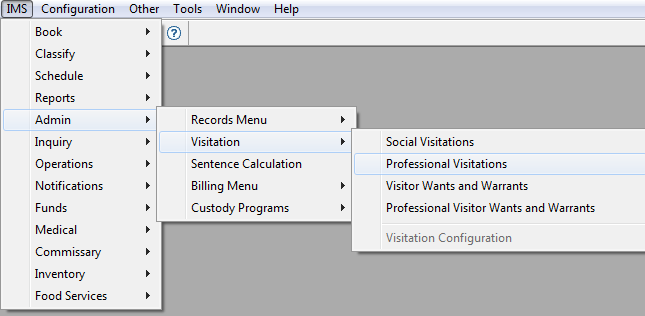 IMS Configuration Other Tools Window Help
?
Book
Classify
Schedule
Reports
Admin
Inquiry
Operations
Notifications
Funds
Medical
Commissary
Inventory
Food Services
Records Menu
Visitation
Sentence Calculation
Billing Menu
Custody Programs
Social Visitations
Professional Visitations
Visitor Wants and Warrants
Professional Visitor Wants and Warrants
Visitation Configuration